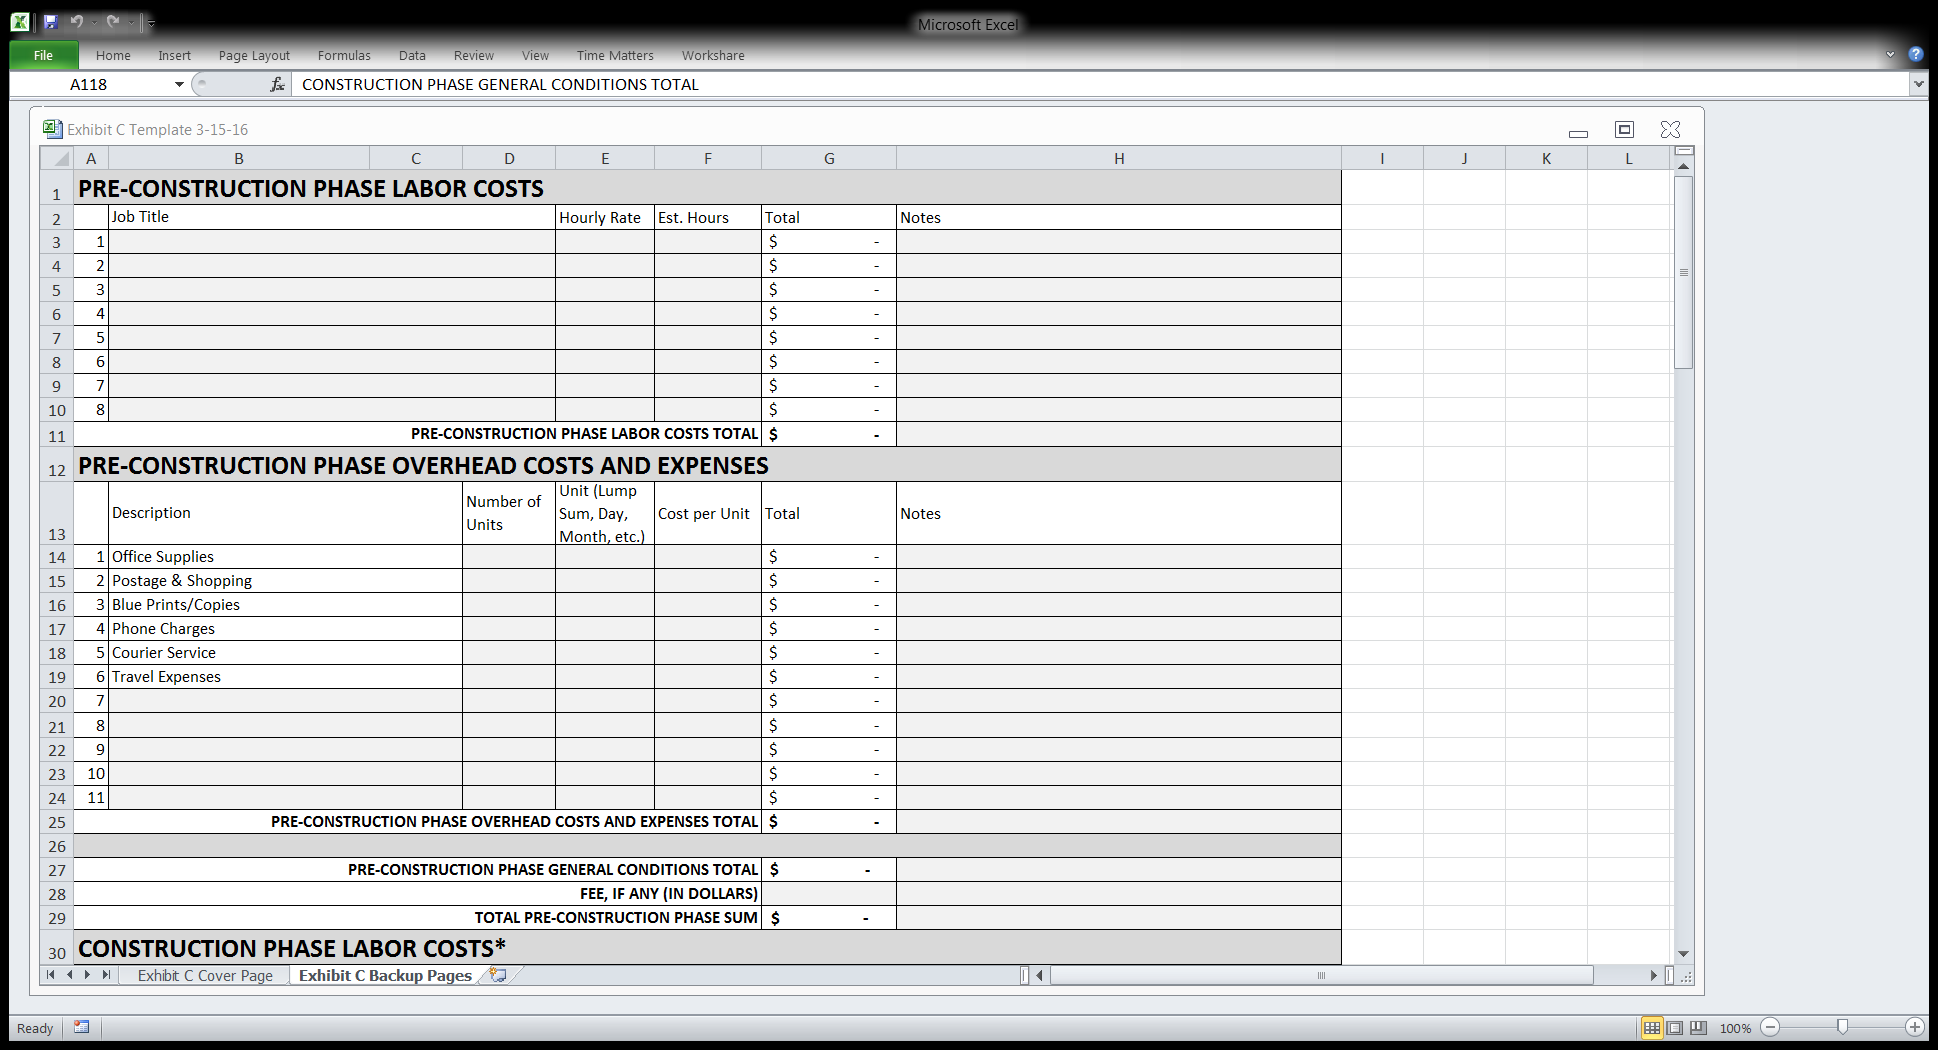 Microsoft Excel
File Home Insert Page Layout Formulas Data Review View Time Matters Workshare
A118 fx CONSTRUCTION PHASE GENERAL CONDITIONS TOTAL
Exhibit C Template 3-15-16
A B C D E F G H I J K L
1 PRE-CONSTRUCTION PHASE LABOR COSTS
2 Job Title Hourly Rate Est. Hours Total Notes
3 1 $ -
4 2 $ -
5 3 $ -
6 4 $ -
7 5 $ -
8 6 $ -
9 7 $ -
10 8 $ -
11 PRE-CONSTRUCTION PHASE LABOR COSTS TOTAL $ -
12 PRE-CONSTRUCTION PHASE OVERHEAD COSTS AND EXPENSES
13 Description Number of Units Unit (Lump Sum, Day, Month, etc.) Cost per Unit Total Notes
14 1 Office Supplies $ -
15 2 Postage & Shopping $ -
16 3 Blue Prints/Copies $ -
17 4 Phone Charges $ -
18 5 Courier Service $ -
19 6 Travel Expenses $ -
20 7 $ -
21 8 $ -
22 9 $ -
23 10 $ -
24 11 $ -
25 PRE-CONSTRUCTION PHASE OVERHEAD COSTS AND EXPENSES TOTAL $ -
26
27 PRE-CONSTRUCTION PHASE GENERAL CONDITIONS TOTAL $ -
28 FEE, IF ANY (IN DOLLARS)
29 TOTAL PRE-CONSTRUCTION PHASE SUM $ -
30 CONSTRUCTION PHASE LABOR COSTS*
Exhibit C Cover Page Exhibit C Backup Pages
Ready 100%